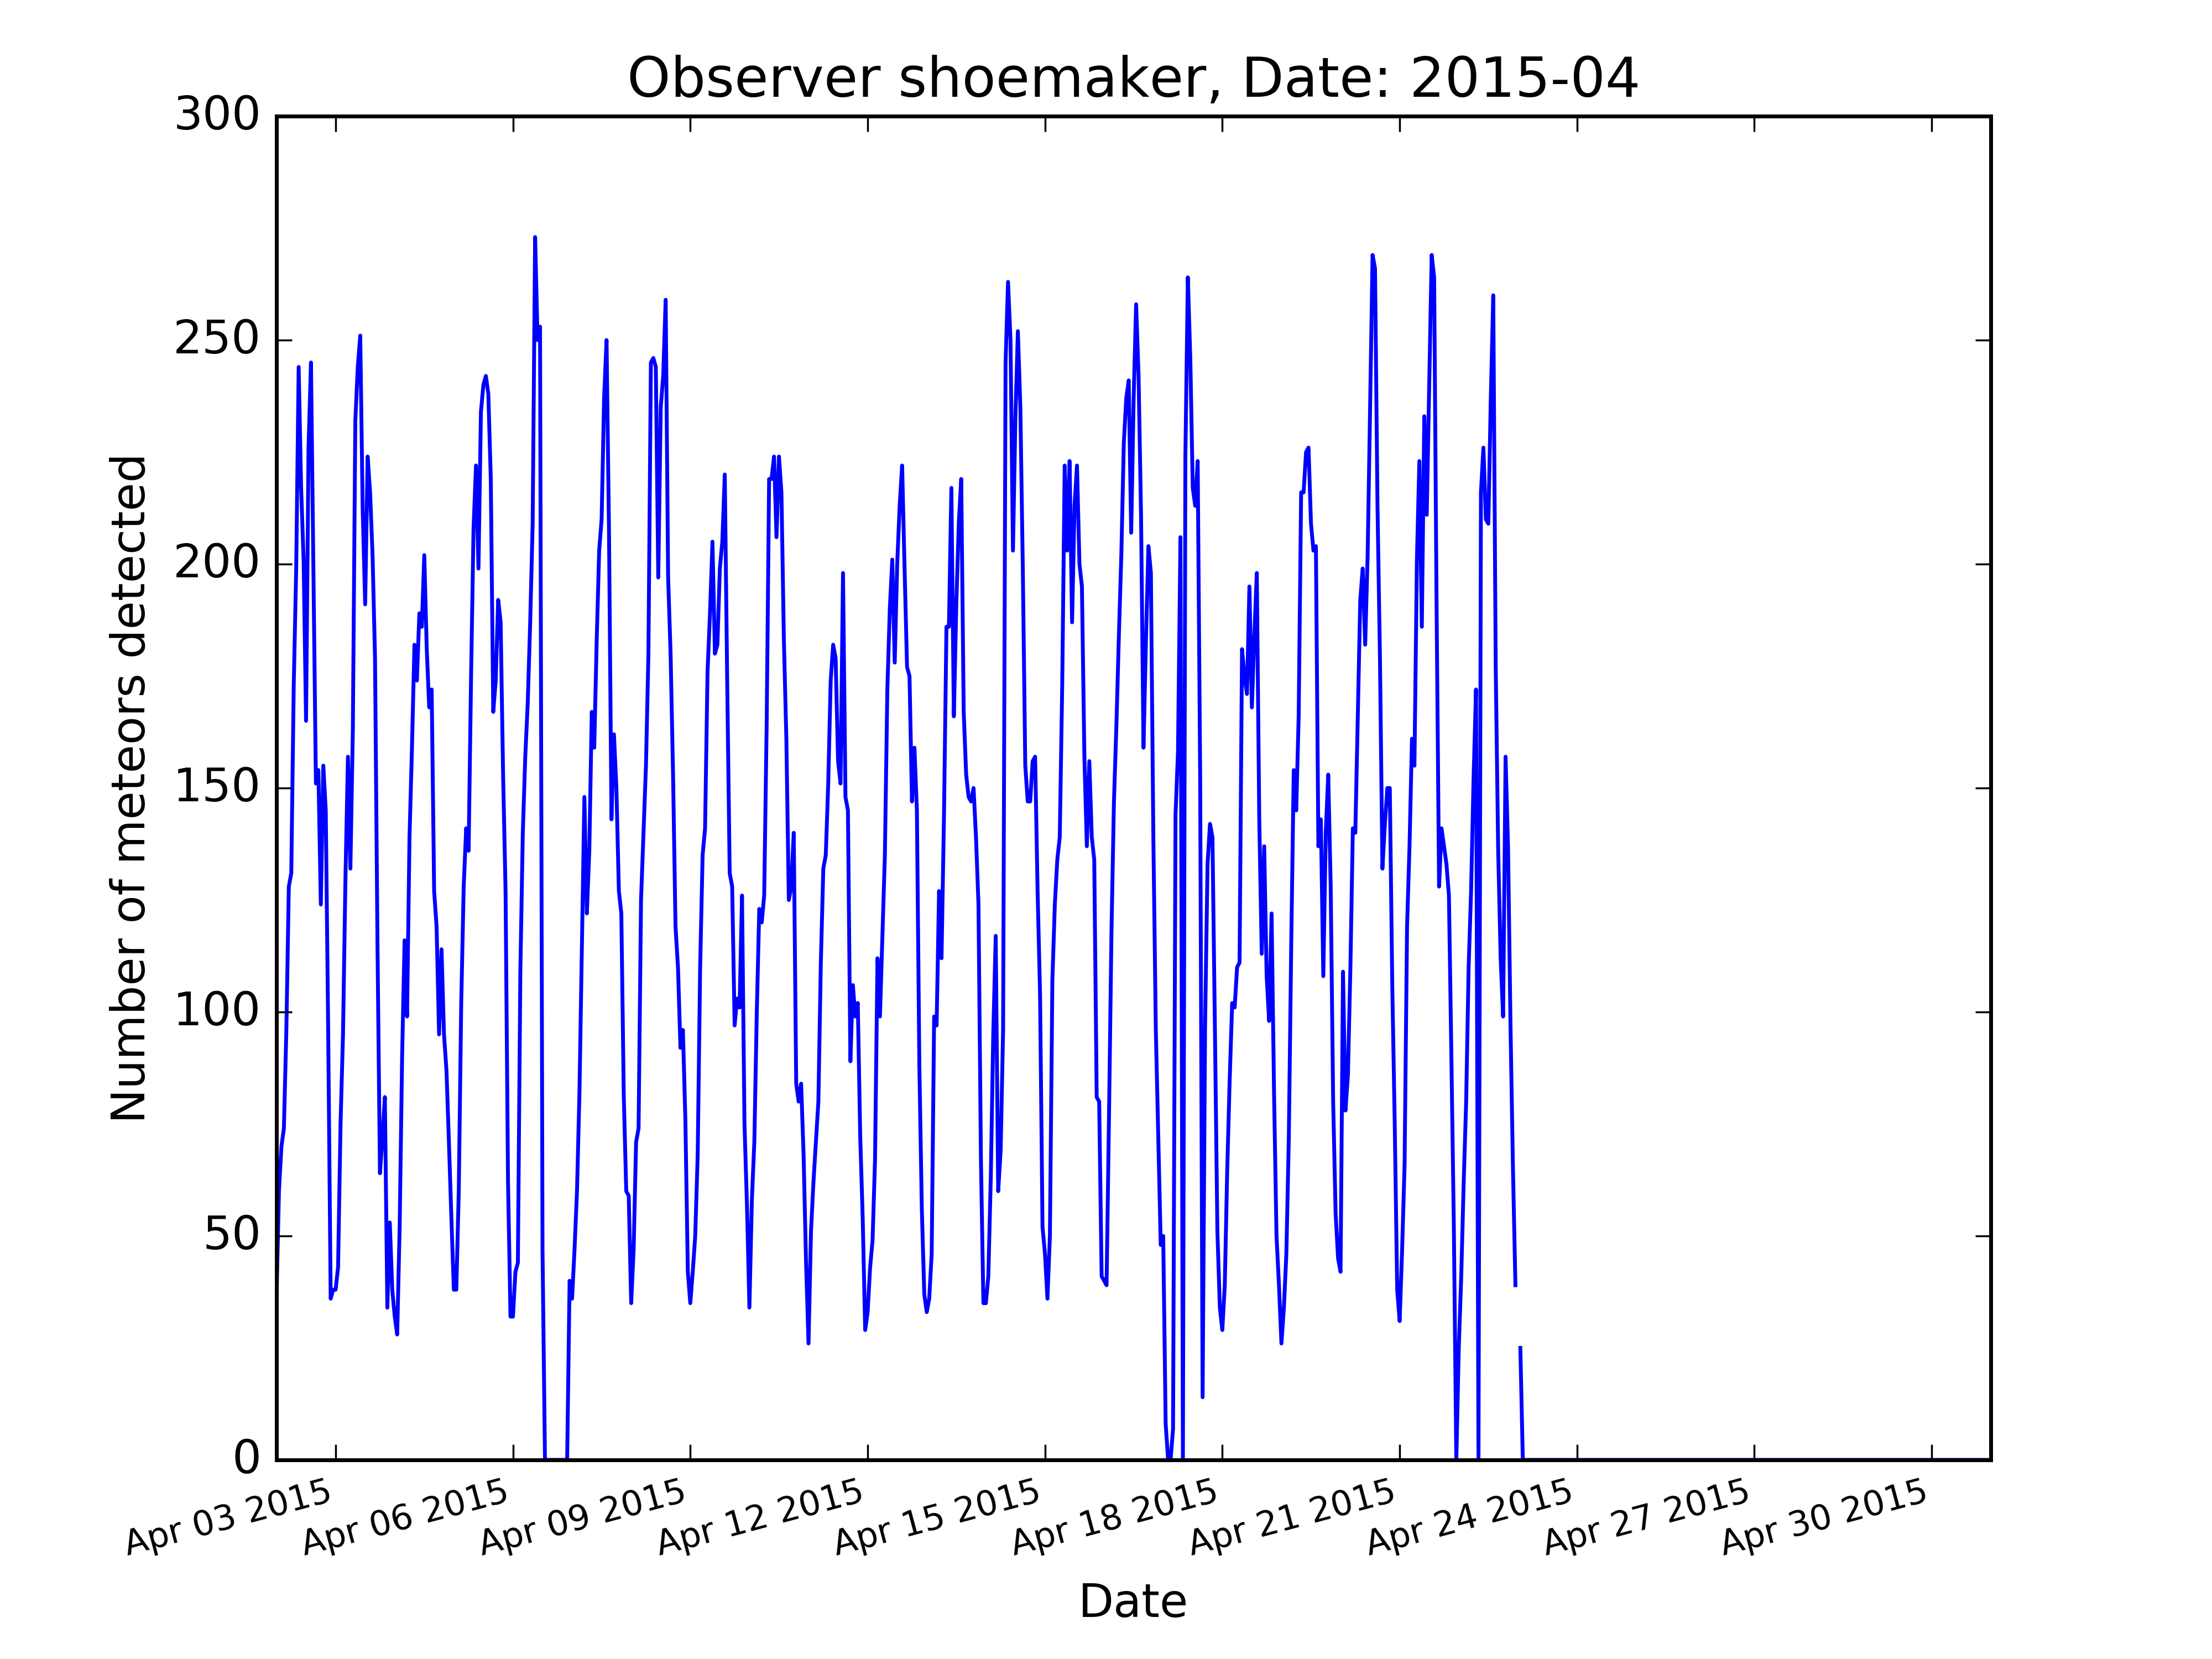 Observer shoemaker, Date: 2015-04
300
250
200
150
100
50
0
Number of meteors detected
Apr 03 2015
Apr 06 2015
Apr 09 2015
Apr 12 2015
Apr 15 2015
Apr 18 2015
Apr 21 2015
Apr 24 2015
Apr 27 2015
Apr 30 2015
Date